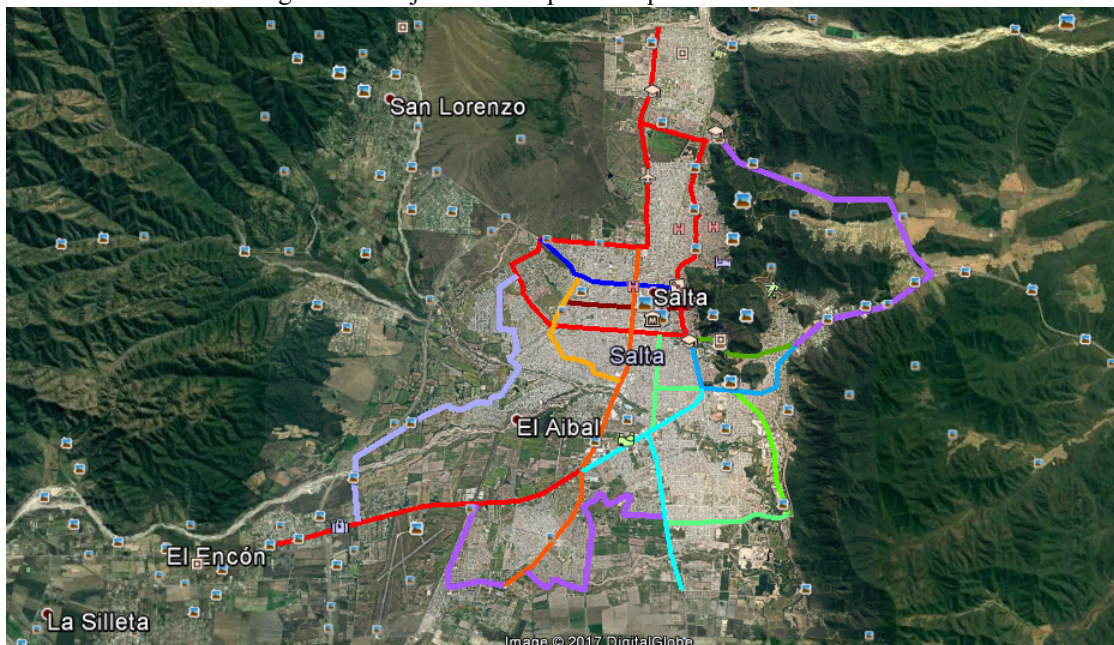 San Lorenzo
Salta
Salta
El Aibal
El Encón
La Silleta
Image © 2017 DigitalGlobe